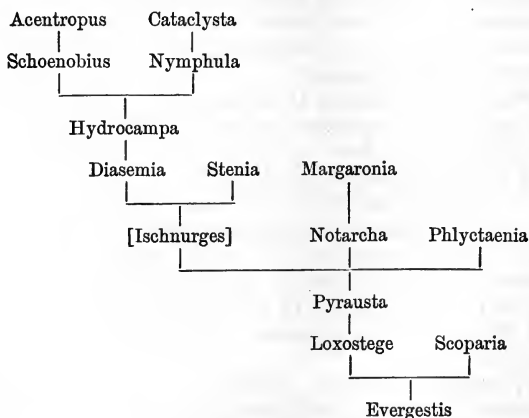 Acentropus Cataclysta
Schoenobius Nymphula
Hydrocampa
Diasemia Stenia Margaronia
[Ischnurges] Notarcha Phlyctaenia
Pyrausta
Loxostege Scoparia
Evergestis